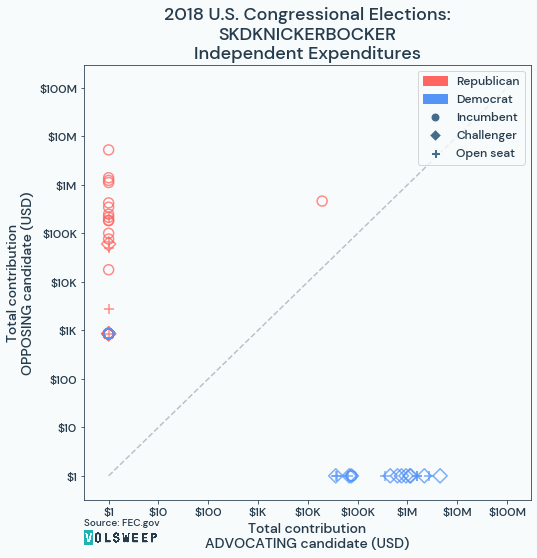 2018 U.S. Congressional Elections:
SKDKNICKERBOCKER
Independent Expenditures
Republican
Democrat
Incumbent
Challenger
Open seat
Total contribution
OPPOSING candidate (USD)
$100M
$10M
$1M
$100K
$10K
$1K
$100
$10
$1
$1 $10 $100 $1K $10K $100K $1M $10M $100M
Total contribution
ADVOCATING candidate (USD)
Source: FEC.gov
VOLSWEEP